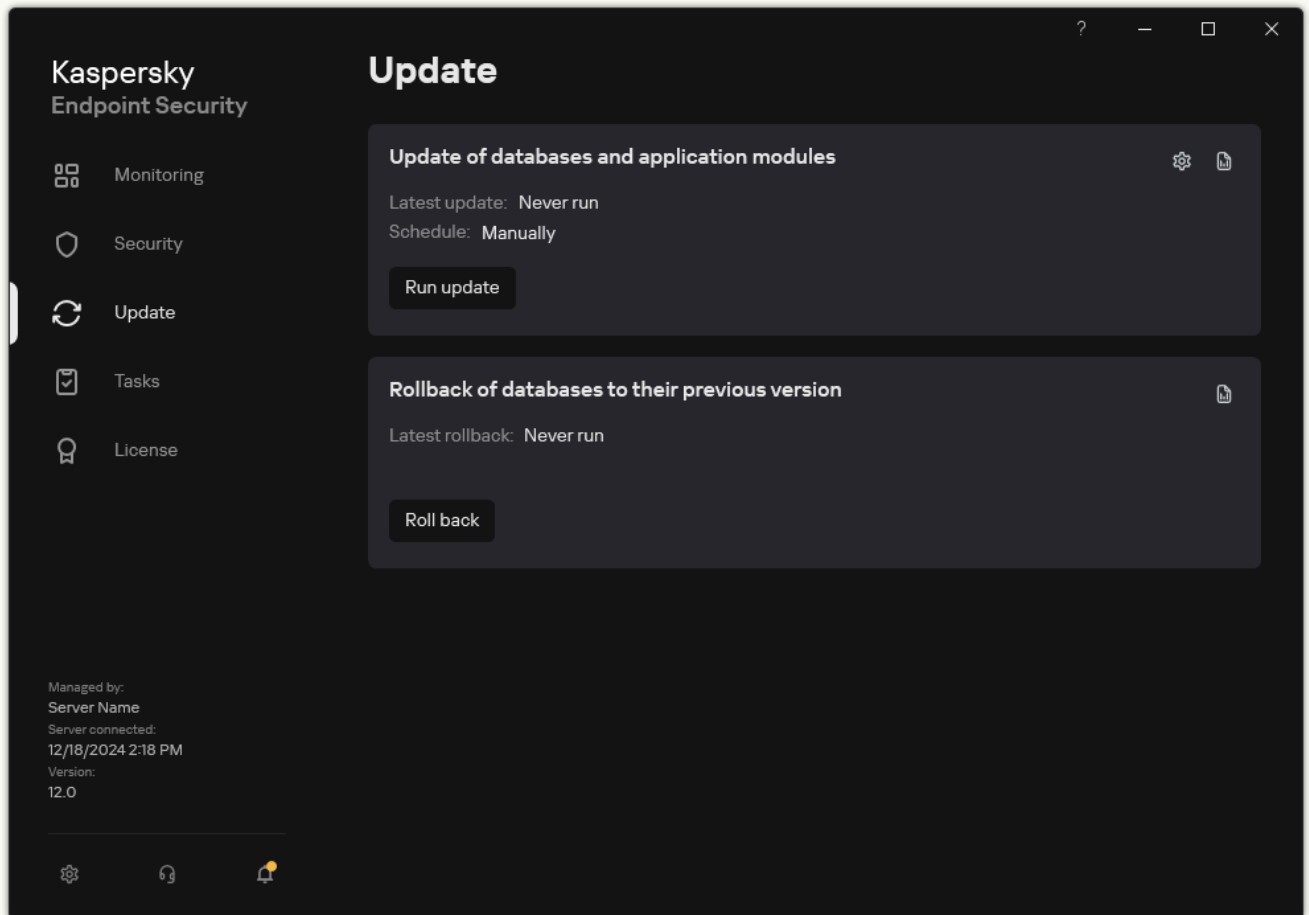 ?
Kaspersky
Endpoint Security
Monitoring
Security
Update
Tasks
License
Managed by:
Server Name
Server connected:
12/18/2024 2:18 PM
Version:
12.0
Update
Update of databases and application modules
Latest update: Never run
Schedule: Manually
Run update
Rollback of databases to their previous version
Latest rollback: Never run
Roll back